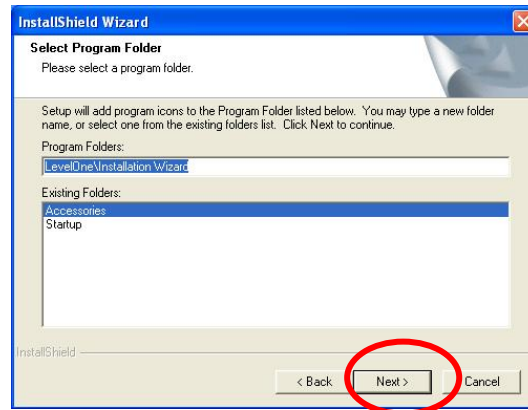 InstallShield Wizard
Select Program Folder
Please select a program folder.
Setup will add program icons to the Program Folder listed below. You may type a new folder
name, or select one from the existing folders list. Click Next to continue.
Program Folders:
LevelOne\Installation Wizard
Existing Folders:
Accessories
Startup
InstallShield
< Back Next > Cancel